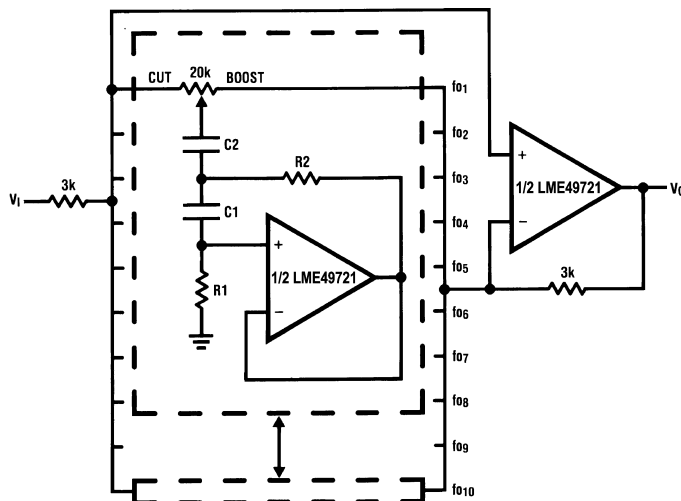 CUT 20k BOOST
fo1
C2
fo2
R2
fo3
3k
VI
C1
fo4
+
1/2 LME49721
−
VO
+
1/2 LME49721
−
R1
fo5
3k
fo6
fo7
fo8
fo9
fo10